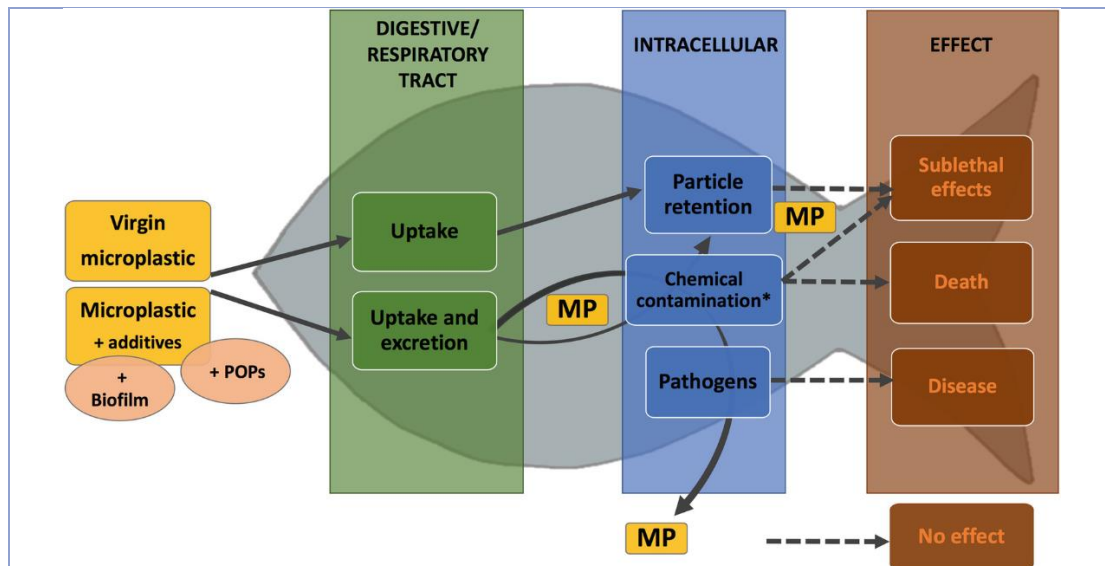 DIGESTIVE/
RESPIRATORY
TRACT
INTRACELLULAR
EFFECT
Virgin
microplastic
Microplastic
+ additives
+
Biofilm
+ POPs
Uptake
Uptake and
excretion
MP
Particle
retention
MP
Chemical
contamination*
Pathogens
MP
Sublethal
effects
Death
Disease
No effect